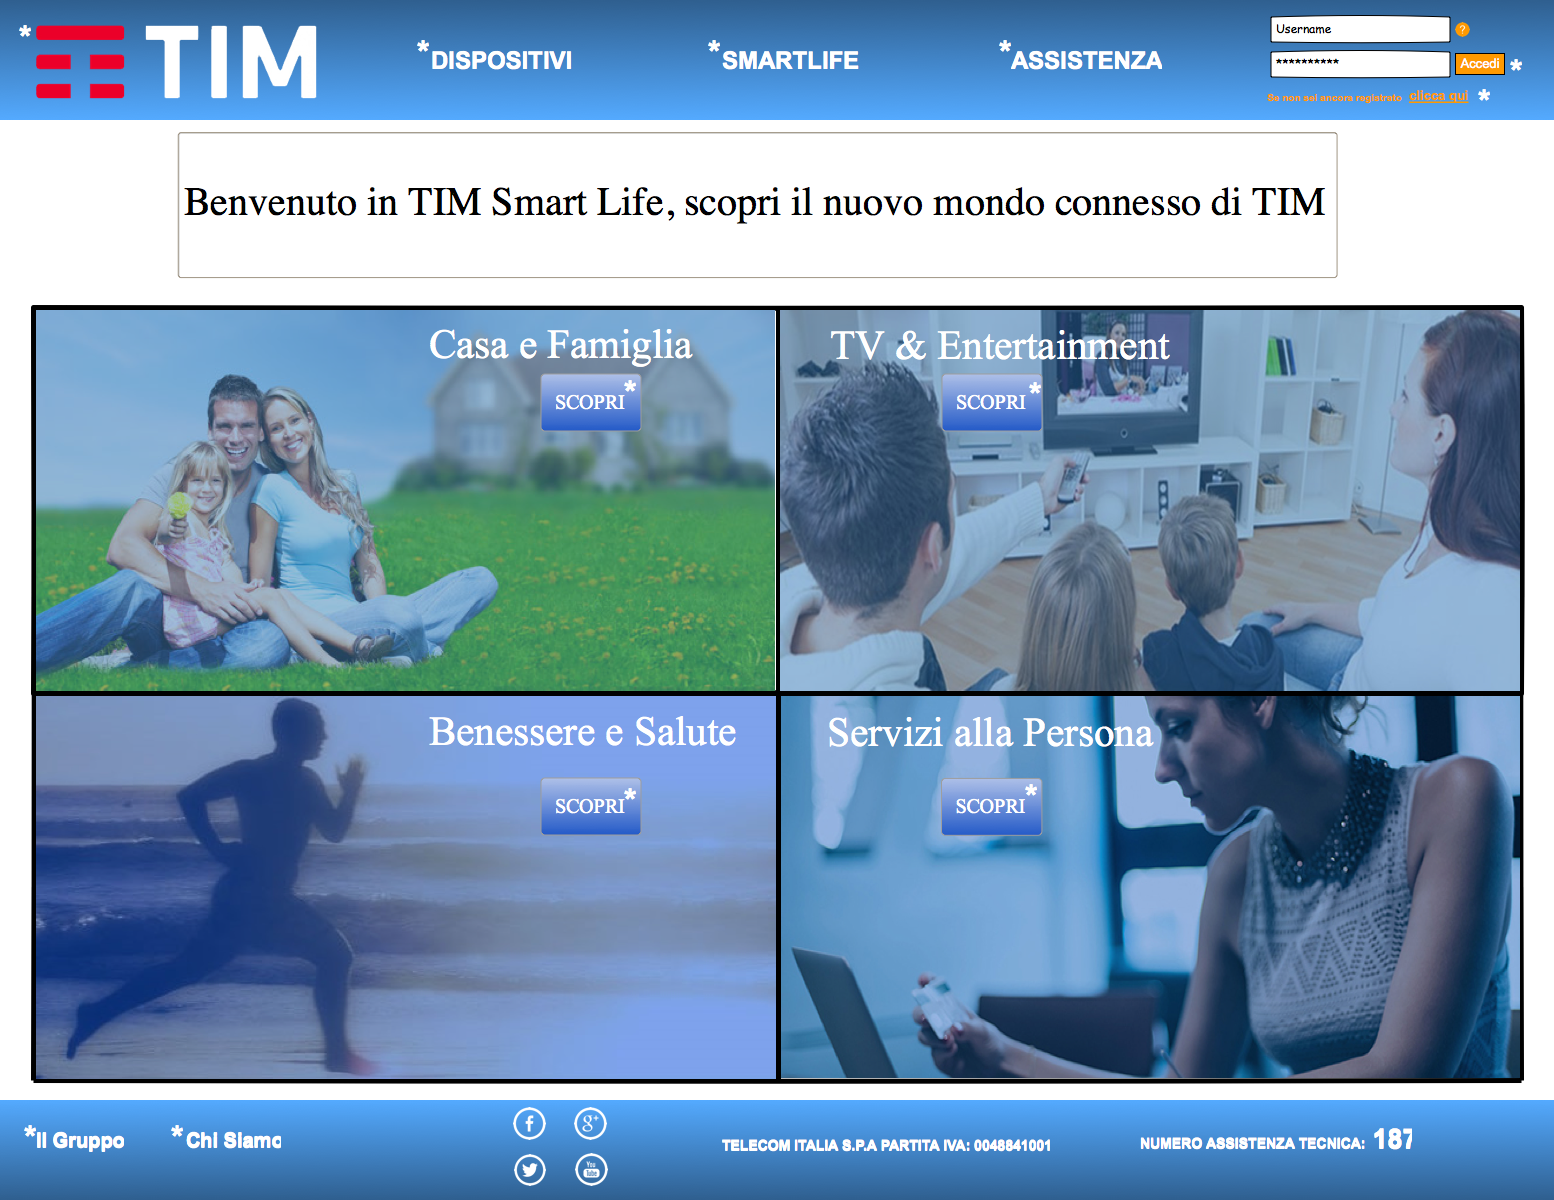 * TIM
*DISPOSITIVI
*SMARTLIFE
*ASSISTENZA
Username
?
**********
Accedi *
Se non sei ancora registrato clicca qui *
Benvenuto in TIM Smart Life, scopri il nuovo mondo connesso di TIM
Casa e Famiglia
SCOPRI*
TV & Entertainment
SCOPRI*
Benessere e Salute
SCOPRI*
Servizi alla Persona
SCOPRI*
*Il Gruppo
*Chi Siamo
f
g+
You Tube
TELECOM ITALIA S.P.A PARTITA IVA: 0048841001
NUMERO ASSISTENZA TECNICA: 187